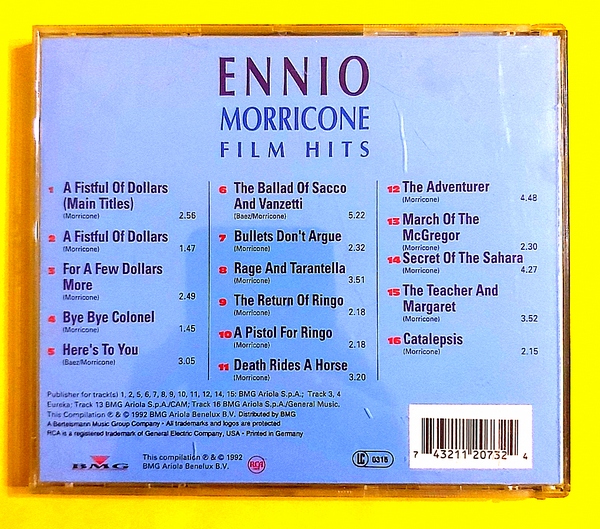 ENNIO
MORRICONE
FILM HITS
1 A Fistful Of Dollars
(Main Titles)
(Morricone) 2.56
2 A Fistful Of Dollars
(Morricone) 1.47
3 For A Few Dollars
More
(Morricone) 2.49
4 Bye Bye Colonel
(Morricone) 1.45
5 Here's To You
(Baez/Morricone) 3.05
6 The Ballad Of Sacco
And Vanzetti
(Baez/Morricone) 5.22
7 Bullets Don't Argue
(Morricone) 2.32
8 Rage And Tarantella
(Morricone) 3.51
9 The Return Of Ringo
(Morricone) 2.18
10 A Pistol For Ringo
(Morricone) 2.18
11 Death Rides A Horse
(Morricone) 3.20
12 The Adventurer
(Morricone) 4.48
13 March Of The
McGregor
(Morricone) 2.30
14 Secret Of The Sahara
(Morricone) 4.27
15 The Teacher And
Margaret
(Morricone) 3.52
16 Catalepsis
(Morricone) 2.15
Publisher for track(s) 1, 2, 5, 6, 7, 8, 9, 10, 11, 12, 14, 15: BMG Ariola S.p.A.; Track 3, 4
Eureka; Track 13 BMG Ariola S.p.A./CAM; Track 16 BMG Ariola S.p.A./General Music.
This Compilation ℗ & © 1992 BMG Ariola Benelux B.V. Distributed by BMG
A Bertelsmann Music Group Company • All trademarks and logos are protected
RCA is a registered trademark of General Electric Company, USA • Printed in Germany
BMG
This compilation ℗ & © 1992
BMG Ariola Benelux B.V.
RCA
LC 0316
7 43211 20732 4